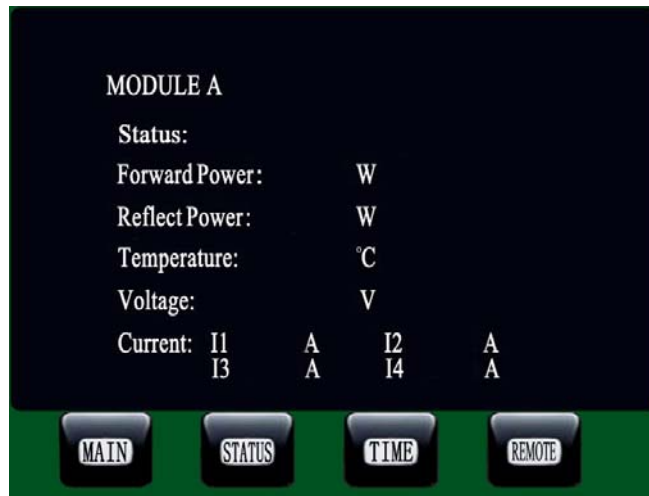 MODULE A
Status:
Forward Power: W
Reflect Power: W
Temperature: °C
Voltage: V
Current: I1 A I2 A
I3 A I4 A
MAIN STATUS TIME REMOTE